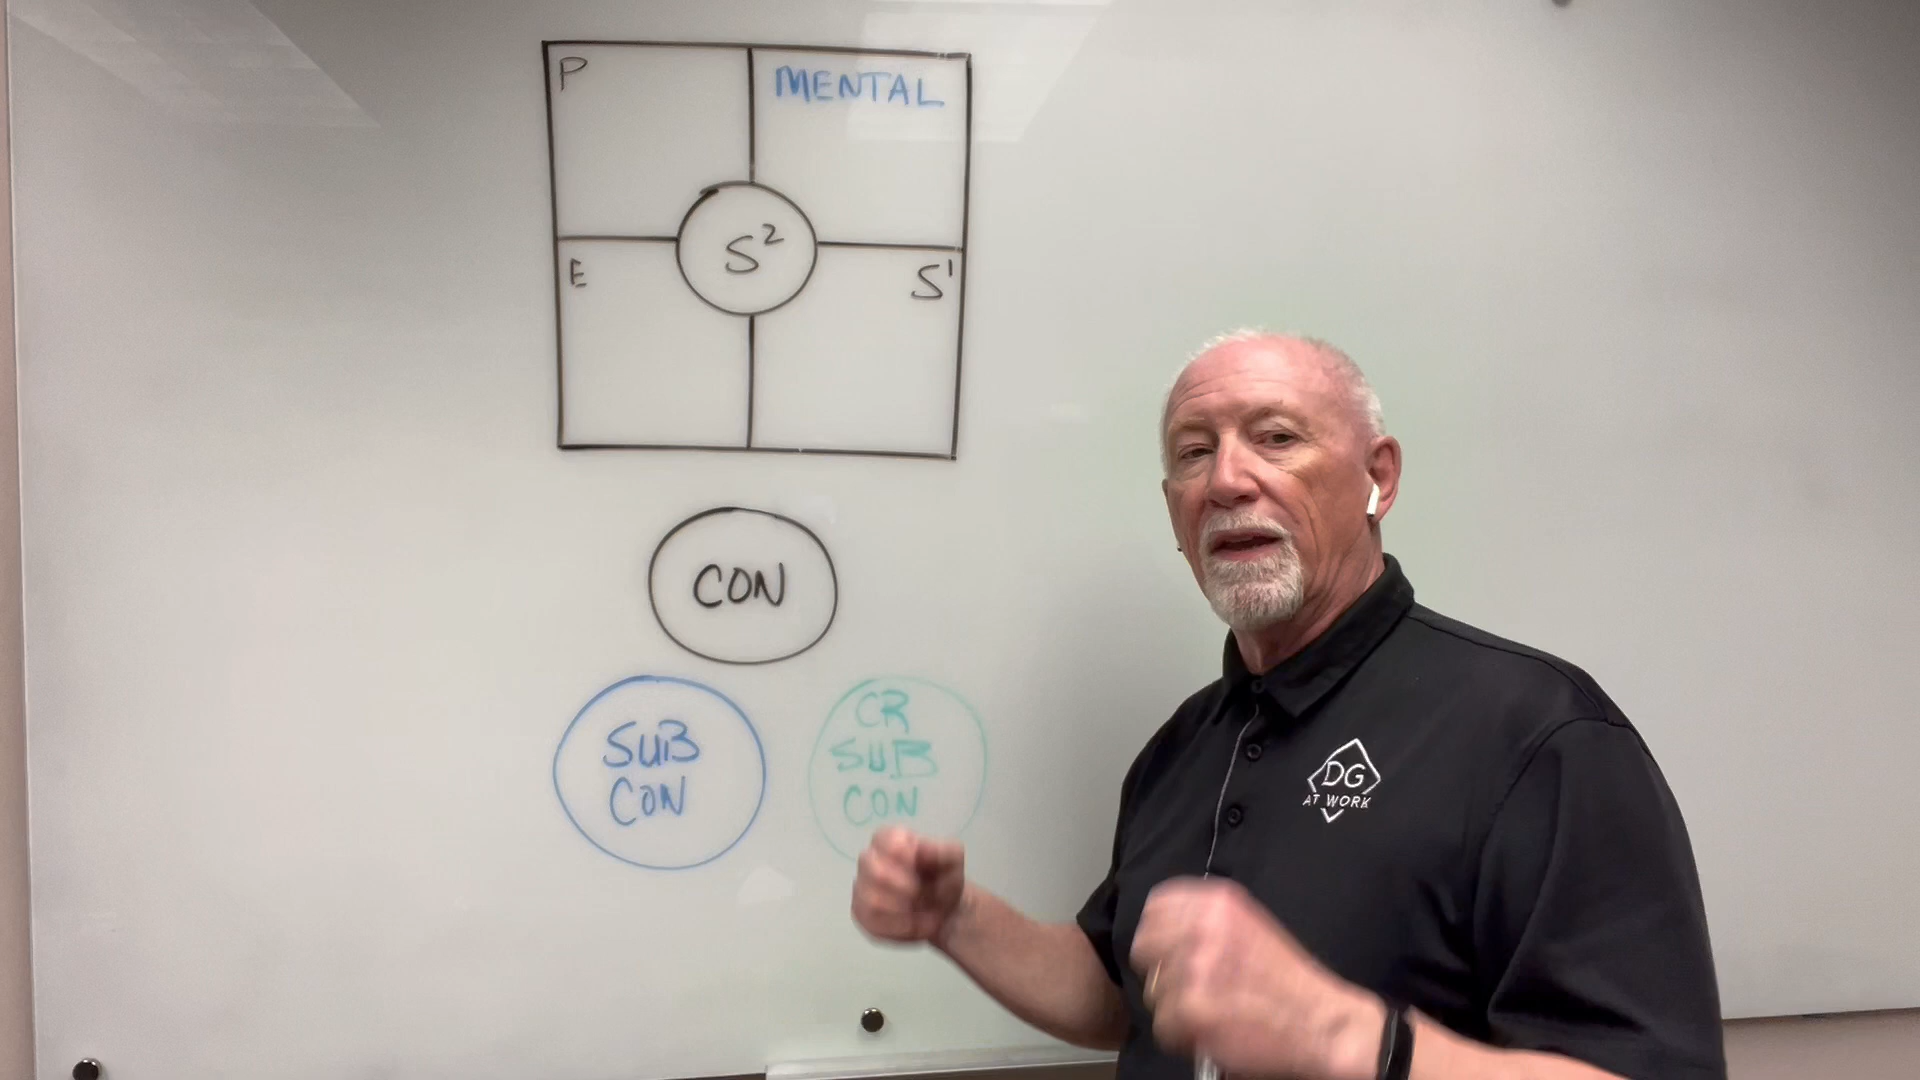 P
MENTAL
S²
E
S¹
CON
SUB
CON
CR
SUB
CON
DG
AT WORK